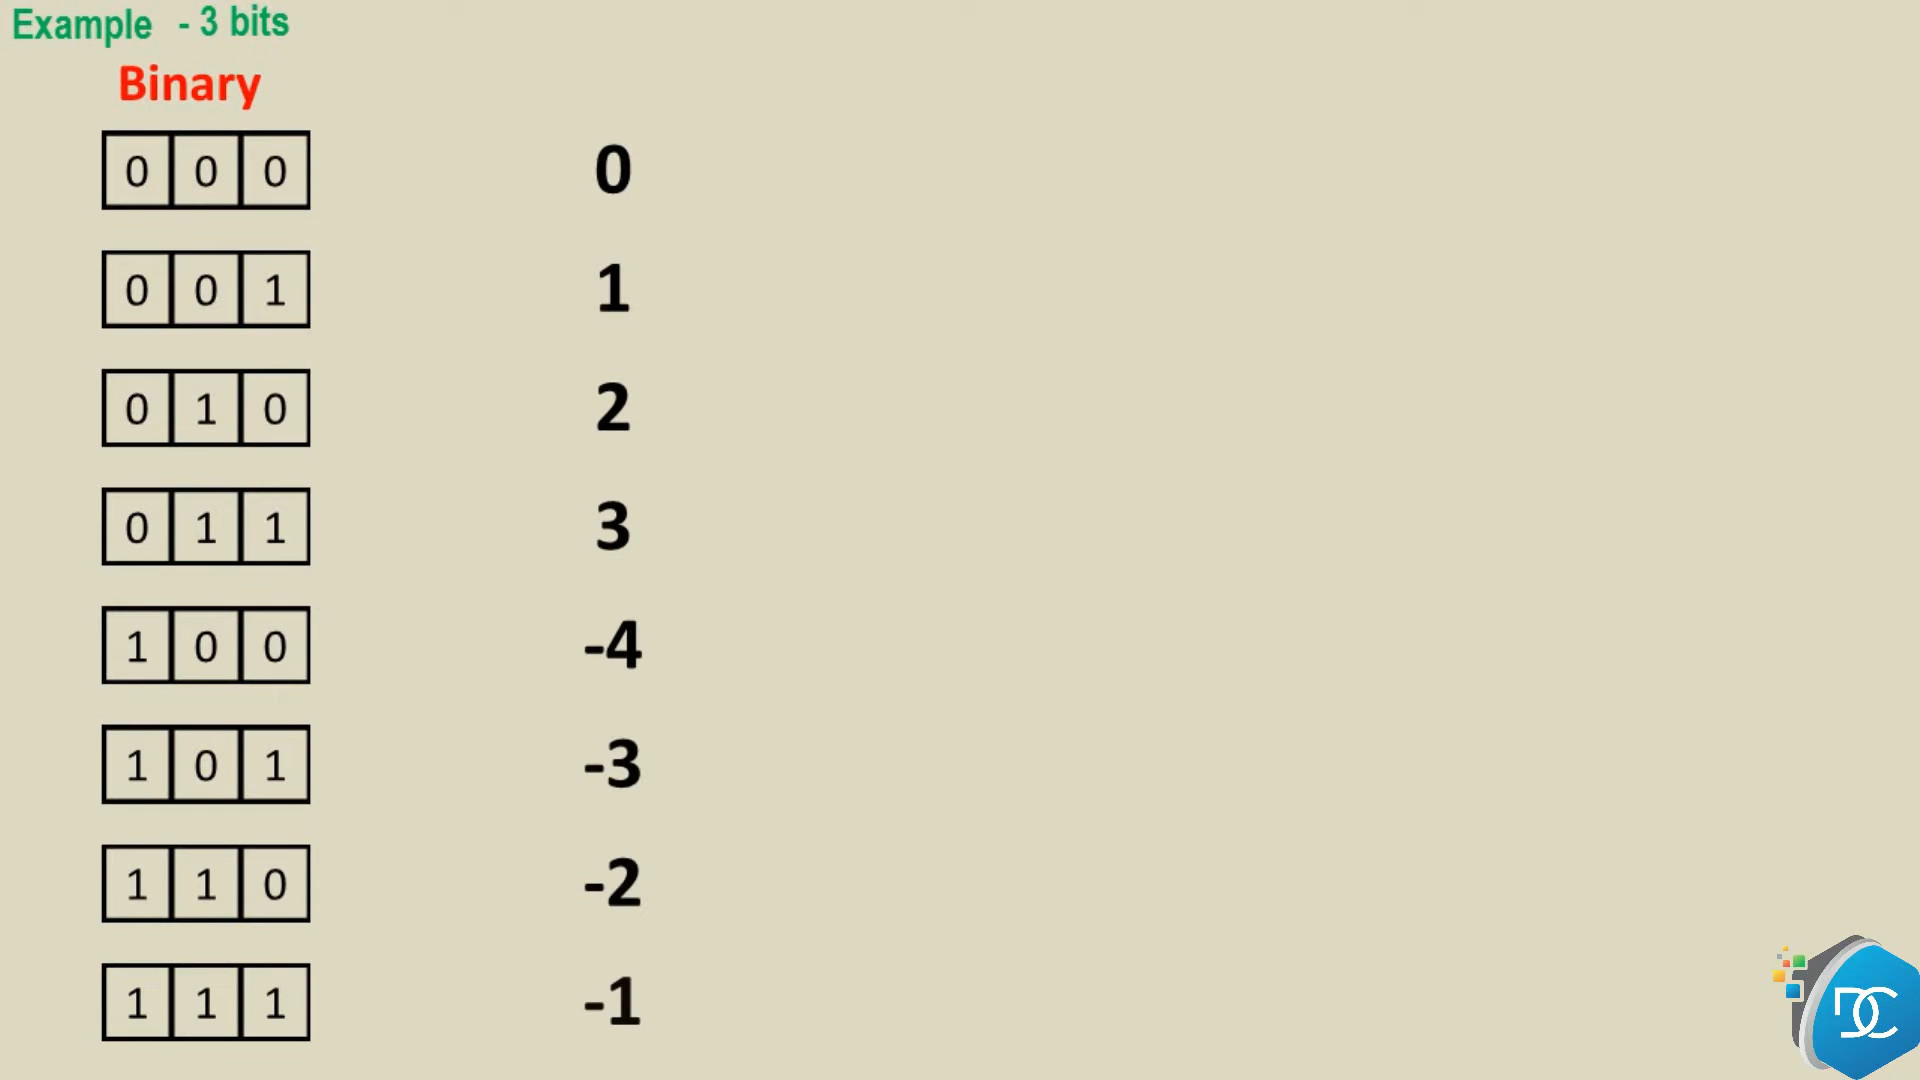 Example - 3 bits
Binary
0 0 0 0
0 0 1 1
0 1 0 2
0 1 1 3
1 0 0 -4
1 0 1 -3
1 1 0 -2
1 1 1 -1
DC